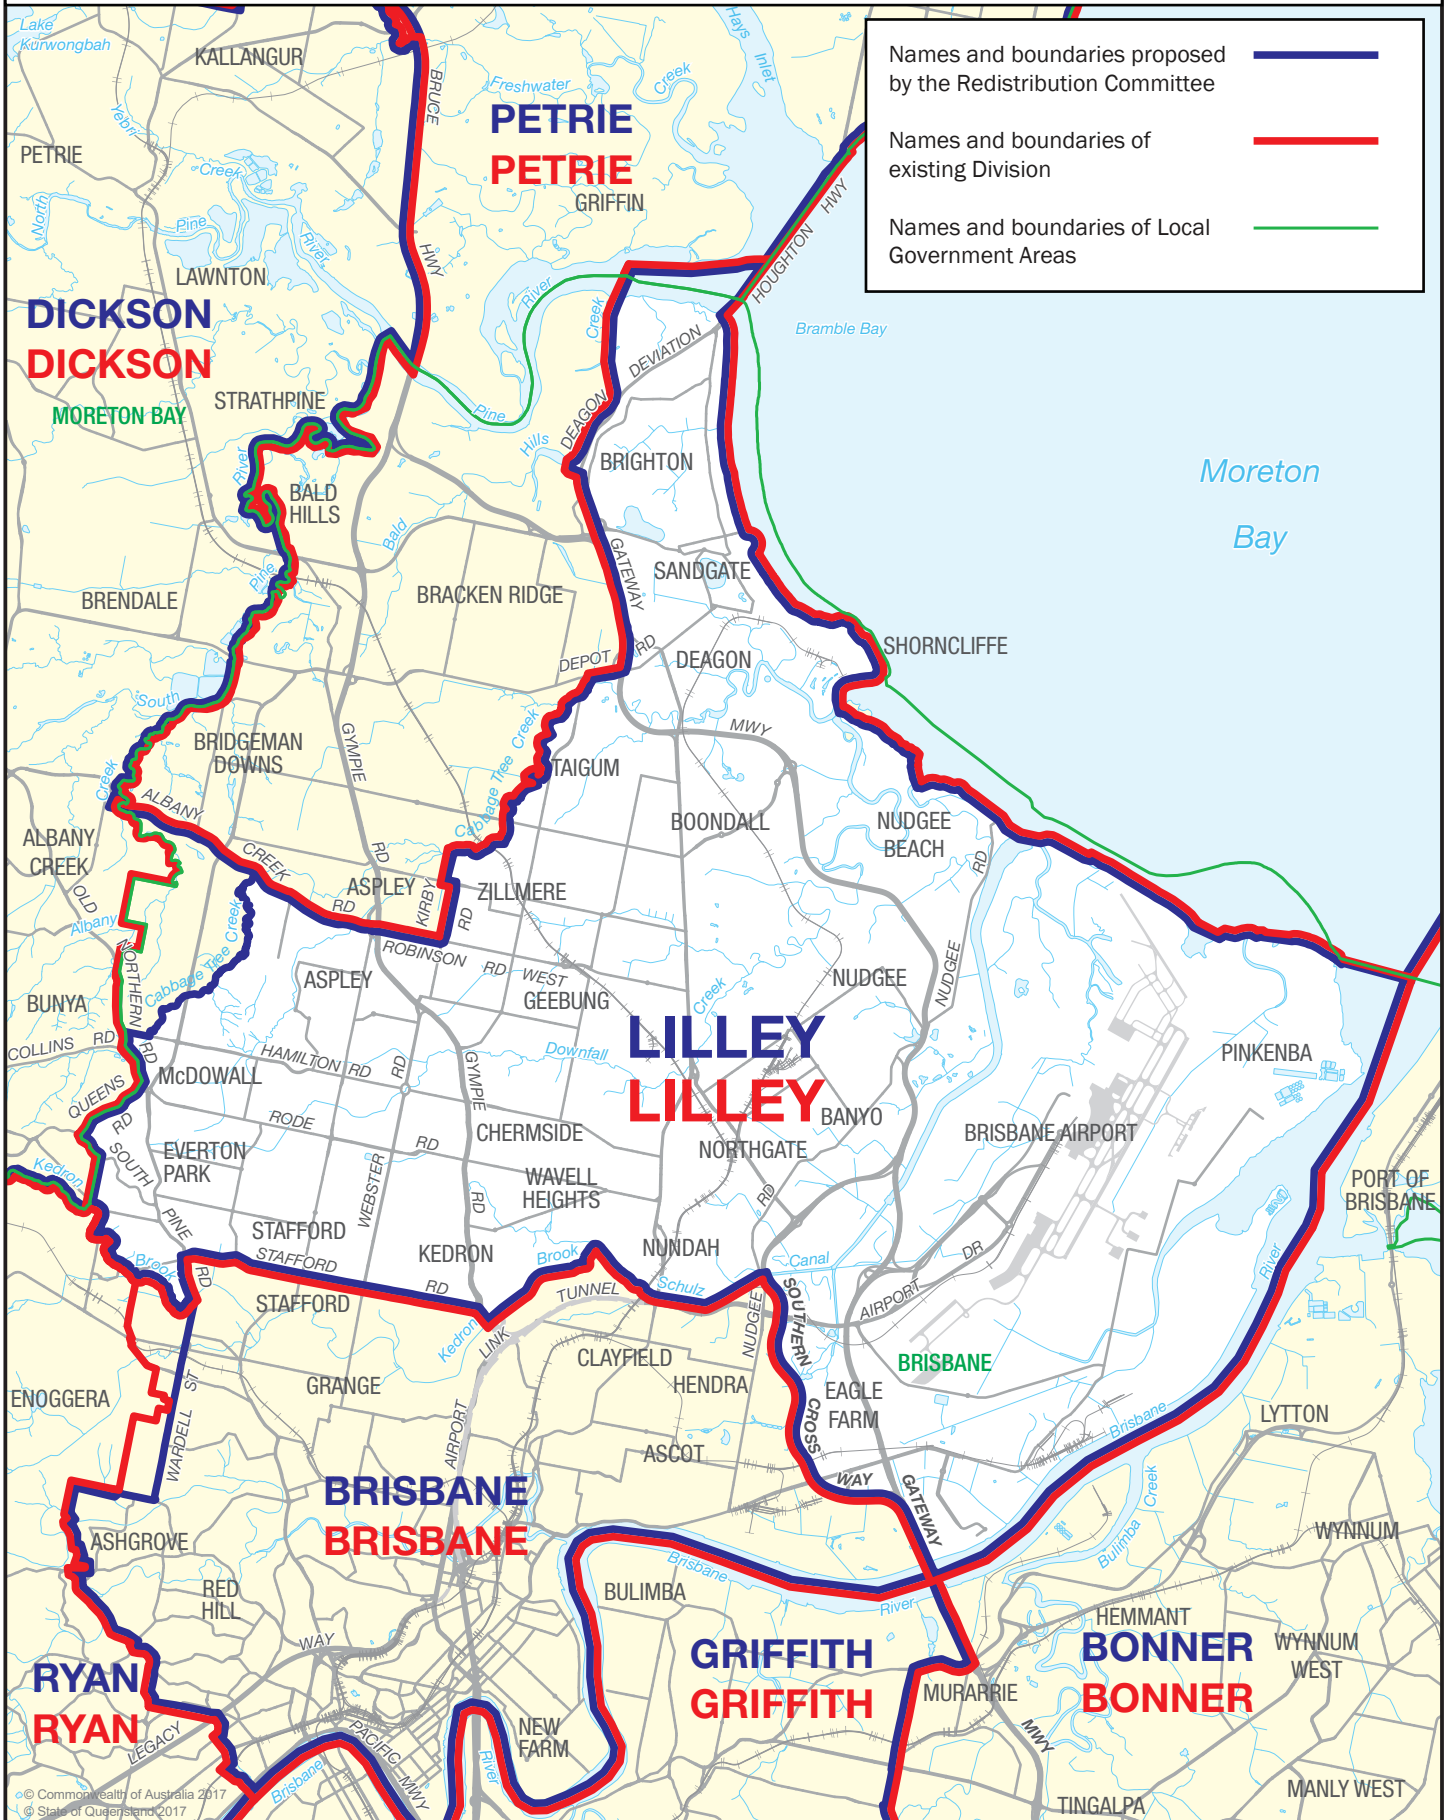 Names and boundaries proposed
by the Redistribution Committee
Names and boundaries of
existing Division
Names and boundaries of Local
Government Areas
Lake
Kurwongbah
KALLANGUR
BRUCE
Freshwater
Creek
Hays
Inlet
PETRIE
PETRIE
GRIFFIN
Yebri
PETRIE
Creek
North
Pine
River
HWY
HOUGHTON
HWY
LAWNTON
River
Creek
DICKSON
DICKSON
DEVIATION
Bramble Bay
STRATHPINE
MORETON BAY
Pine
DEAGON
Hills
BRIGHTON
River
Moreton
Bay
BALD
HILLS
Bald
GATEWAY
SANDGATE
Pine
BRACKEN RIDGE
BRENDALE
RD
DEPOT
DEAGON
SHORNCLIFFE
South
MWY
BRIDGEMAN
DOWNS
GYMPIE
Creek
Cabbage Tree Creek
TAIGUM
ALBANY
BOONDALL
NUDGEE
BEACH
ALBANY
CREEK
CREEK
RD
RD
ASPLEY
KIRBY
RD
ZILLMERE
OLD
RD
Albany
NORTHERN
ROBINSON
RD
WEST
Cabbage Tree Creek
ASPLEY
GEEBUNG
NUDGEE
NUDGEE
Creek
BUNYA
LILLEY
LILLEY
COLLINS RD
RD
HAMILTON RD
RD
GYMPIE
Downfall
PINKENBA
McDOWALL
QUEENS
RD
RODE
RD
CHERMSIDE
BANYO
BRISBANE AIRPORT
NORTHGATE
SOUTH
EVERTON
PARK
Kedron
WEBSTER
WAVELL
HEIGHTS
RD
RD
PORT OF
BRISBANE
PINE
STAFFORD
STAFFORD
KEDRON
Brook
NUNDAH
Canal
DR
River
Brook
RD
RD
TUNNEL
Schulz
SOUTHERN
AIRPORT
STAFFORD
Kedron
LINK
NUDGEE
CLAYFIELD
BRISBANE
HENDRA
ENOGGERA
GRANGE
ST
WARDELL
AIRPORT
EAGLE
FARM
CROSS
Brisbane
LYTTON
ASCOT
WAY
GATEWAY
Creek
BRISBANE
BRISBANE
ASHGROVE
WYNNUM
Bulimba
Brisbane
RED
HILL
BULIMBA
River
HEMMANT
WAY
GRIFFITH
GRIFFITH
BONNER
BONNER
WYNNUM
WEST
RYAN
RYAN
MURARRIE
NEW
FARM
LEGACY
PACIFIC
MWY
River
MWY
Brisbane
MANLY WEST
TINGALPA
© Commonwealth of Australia 2017
© State of Queensland 2017